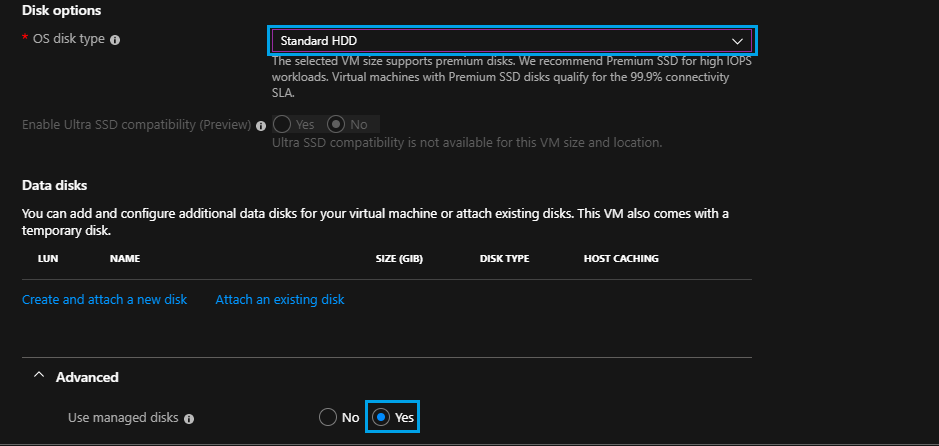 Disk options
* OS disk type
Standard HDD
The selected VM size supports premium disks. We recommend Premium SSD for high IOPS
workloads. Virtual machines with Premium SSD disks qualify for the 99.9% connectivity
SLA.
Enable Ultra SSD compatibility (Preview) Yes No
Ultra SSD compatibility is not available for this VM size and location.
Data disks
You can add and configure additional data disks for your virtual machine or attach existing disks. This VM also comes with a
temporary disk.
LUN NAME SIZE (GIB) DISK TYPE HOST CACHING
Create and attach a new disk Attach an existing disk
Advanced
Use managed disks No Yes